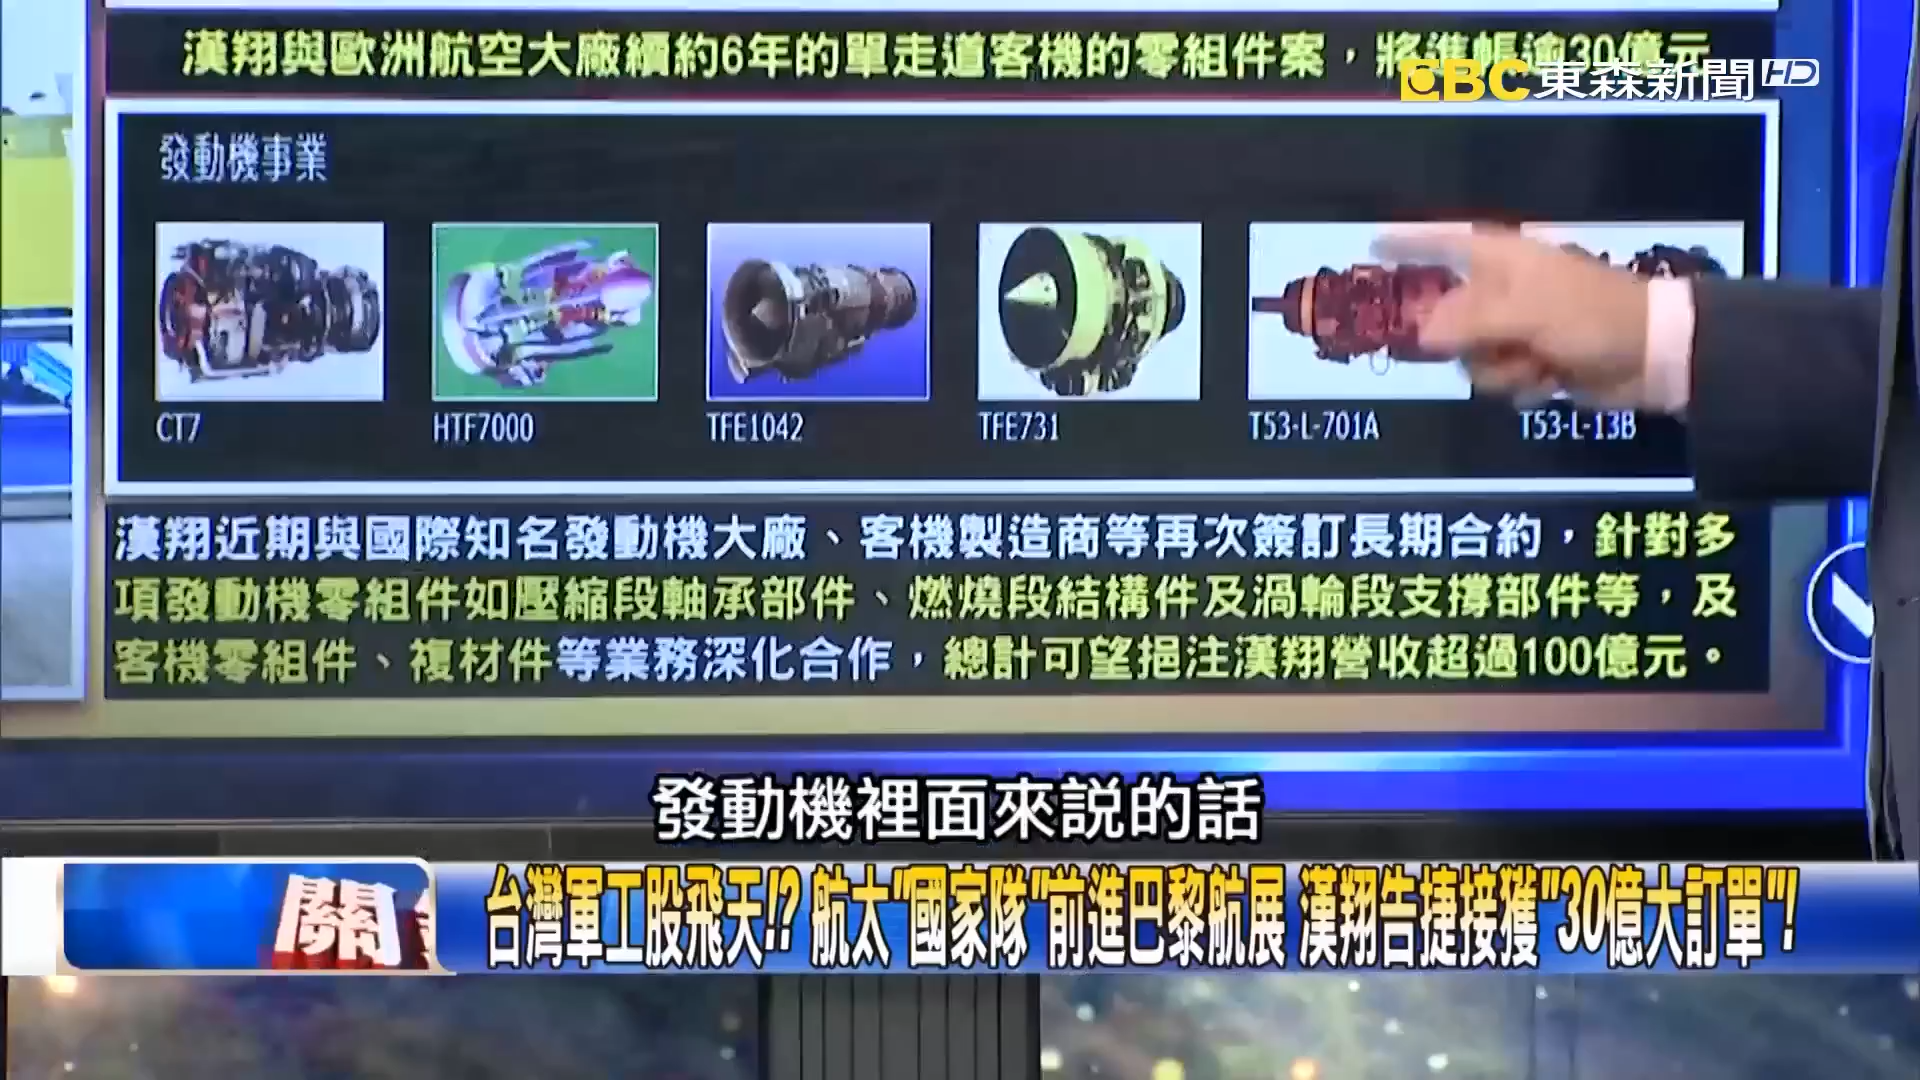 漢翔與歐洲航空大廠續約6年的單走道客機的零組件案，將進帳逾30億元
EBC東森新聞HD
發動機事業
CT7
HTF7000
TFE1042
TFE731
T53-L-701A
T53-L-13B
漢翔近期與國際知名發動機大廠、客機製造商等再次簽訂長期合約，針對多
項發動機零組件如壓縮段軸承部件、燃燒段結構件及渦輪段支撐部件等，及
客機零組件、複材件等業務深化合作，總計可望挹注漢翔營收超過100億元。
發動機裡面來説的話
關
台灣軍工股飛天!? 航太"國家隊"前進巴黎航展 漢翔告捷接獲"30億大訂單"!